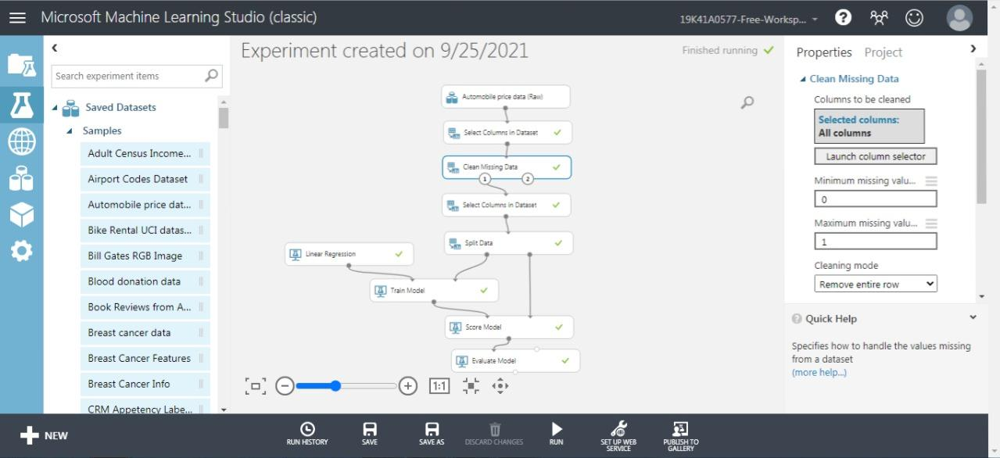 Microsoft Machine Learning Studio (classic)
19K41A0577-Free-Worksp...
?
Search experiment items
Saved Datasets
Samples
Adult Census Income...
Airport Codes Dataset
Automobile price dat...
Bike Rental UCI datas...
Bill Gates RGB Image
Blood donation data
Book Reviews from A...
Breast cancer data
Breast Cancer Features
Breast Cancer Info
CRM Appetency Labe...
Experiment created on 9/25/2021
Finished running
Automobile price data (Raw)
Select Columns in Dataset
Clean Missing Data
1
2
Select Columns in Dataset
Split Data
Linear Regression
Train Model
Score Model
Evaluate Model
1:1
Properties Project
Clean Missing Data
Columns to be cleaned
Selected columns:
All columns
Launch column selector
Minimum missing valu...
0
Maximum missing valu...
1
Cleaning mode
Remove entire row
? Quick Help
Specifies how to handle the values missing
from a dataset
(more help...)
NEW
RUN HISTORY
SAVE
SAVE AS
DISCARD CHANGES
RUN
SET UP WEB
SERVICE
PUBLISH TO
GALLERY